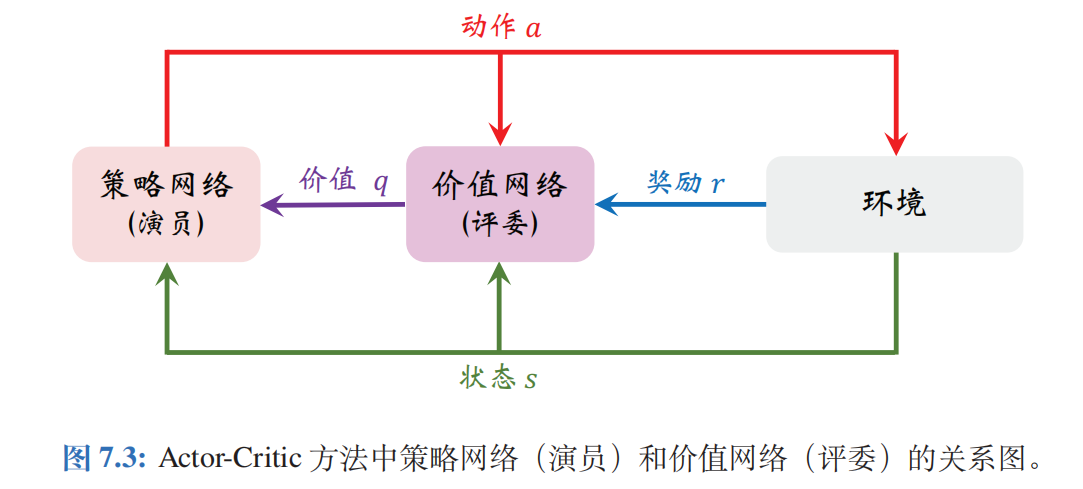 动作 a
策略网络
(演员)
价值 q
价值网络
(评委)
奖励 r
环境
状态 s
图 7.3: Actor-Critic 方法中策略网络（演员）和价值网络（评委）的关系图。